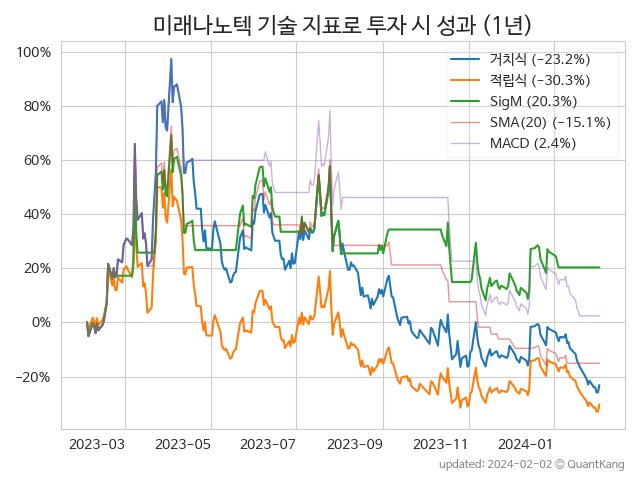 미래나노텍 기술 지표로 투자 시 성과 (1년)
거치식 (−23.2%)
적립식 (−30.3%)
SigM (20.3%)
SMA(20) (−15.1%)
MACD (2.4%)
100%
80%
60%
40%
20%
0%
−20%
2023-03 2023-05 2023-07 2023-09 2023-11 2024-01
updated: 2024-02-02 © QuantKang